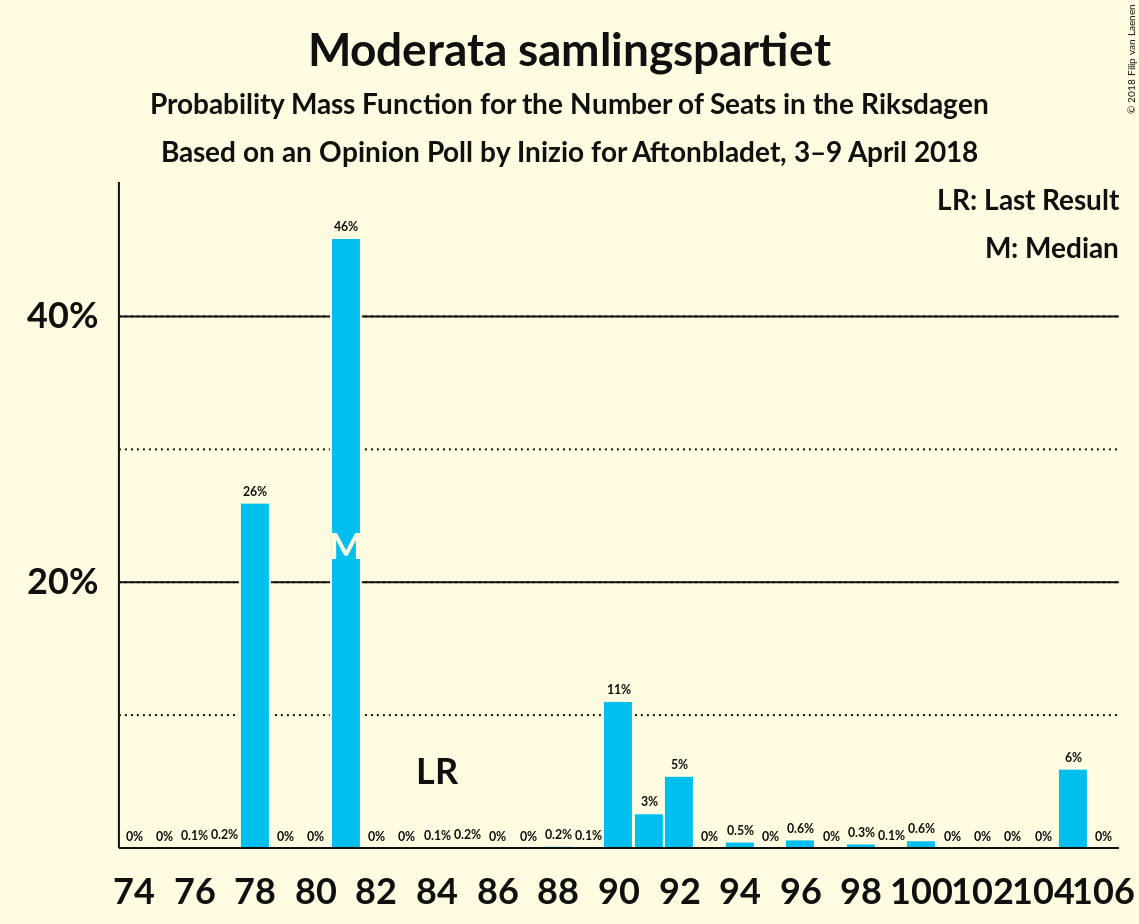 Moderata samlingspartiet
Probability Mass Function for the Number of Seats in the Riksdagen
Based on an Opinion Poll by Inizio for Aftonbladet, 3–9 April 2018
© 2018 Filip van Laenen
LR: Last Result
M: Median
40%
20%
0% 0% 0.1% 0.2% 26% 0% 0% 46% 0% 0% 0.1% 0.2% 0% 0% 0.2% 0.1% 11% 3% 5% 0% 0.5% 0% 0.6% 0% 0.3% 0.1% 0.6% 0% 0% 0% 0% 6% 0%
M
LR
74 76 78 80 82 84 86 88 90 92 94 96 98 100 102 104 106